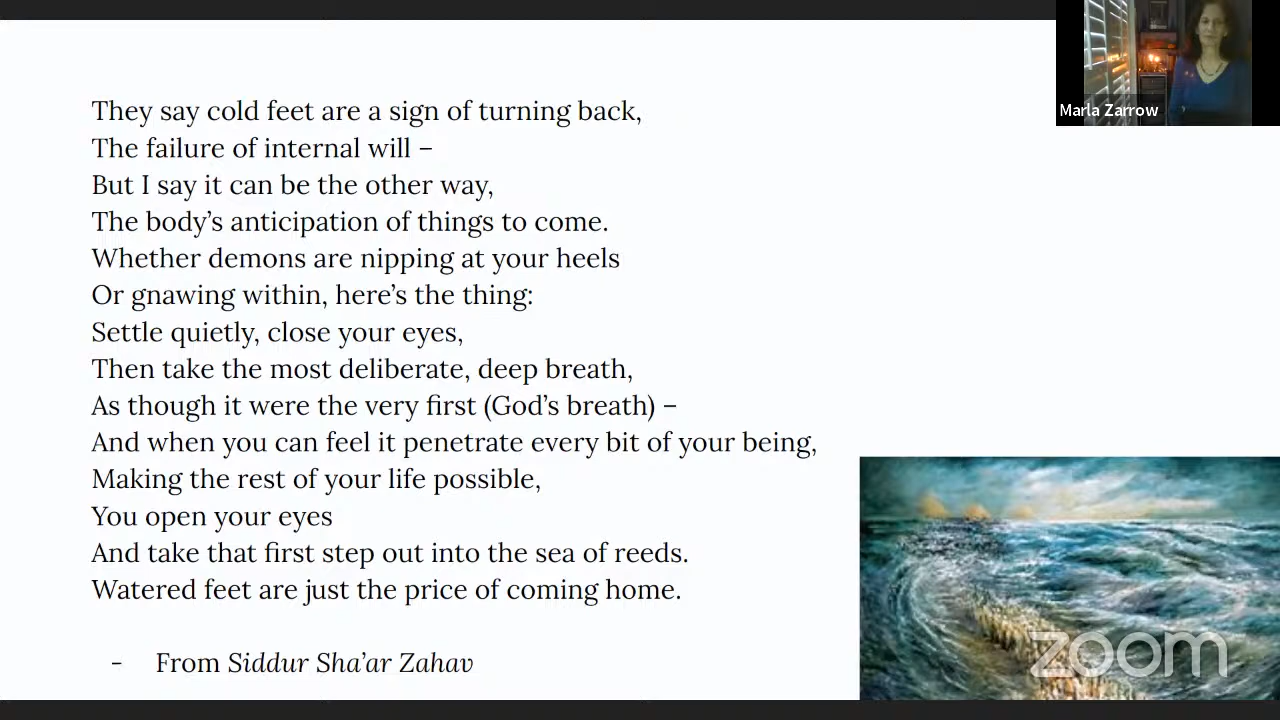 They say cold feet are a sign of turning back,
The failure of internal will –
But I say it can be the other way,
The body’s anticipation of things to come.
Whether demons are nipping at your heels
Or gnawing within, here’s the thing:
Settle quietly, close your eyes,
Then take the most deliberate, deep breath,
As though it were the very first (God’s breath) –
And when you can feel it penetrate every bit of your being,
Making the rest of your life possible,
You open your eyes
And take that first step out into the sea of reeds.
Watered feet are just the price of coming home.
- From Siddur Sha’ar Zahav
Marla Zarrow
zoom